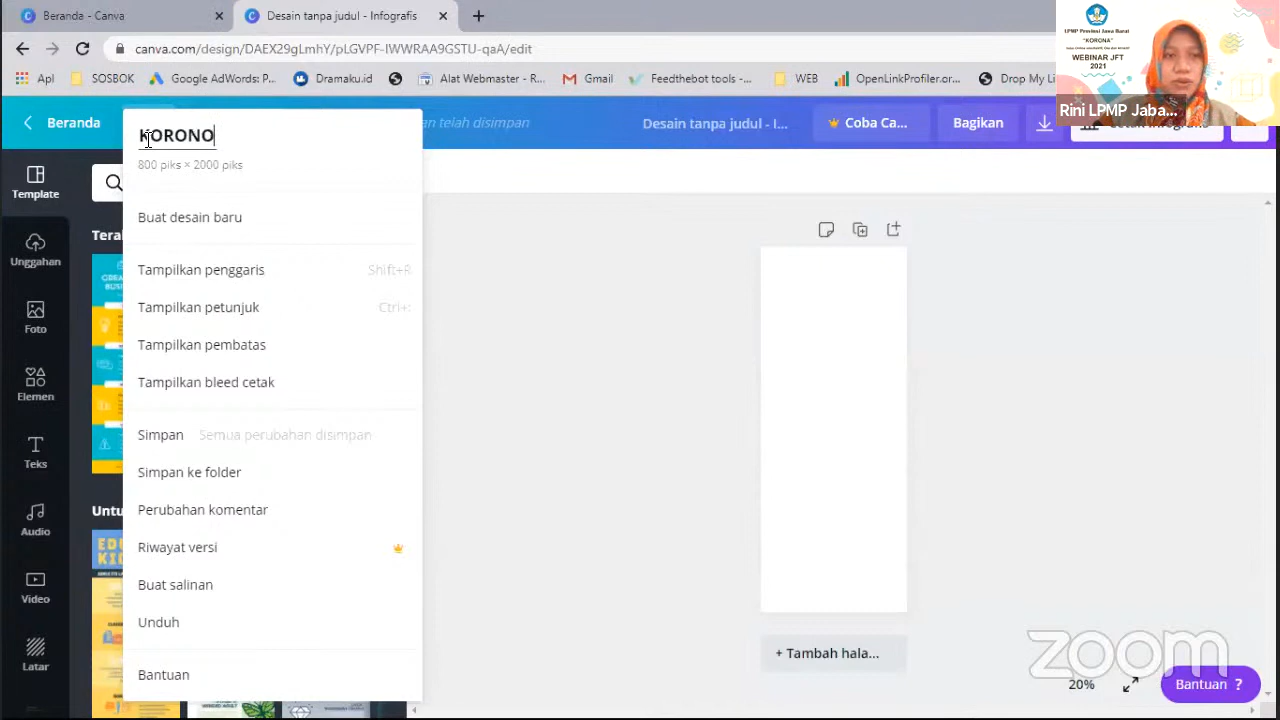 Beranda - Canva
Desain tanpa judul - Infografis
canva.com/design/DAEX29gLmhY/pLGVPF-IWVKRAA9GSTU-qaA/edit
Apl
SOSBOK
Google AdWords: P...
Dramaku.id
Alat Webmaster - R...
Gmail
Feedthebot tools -...
WEB
OpenLinkProfiler.or...
Drop My Li
LPMP Provinsi Jawa Barat
"KORONA"
WEBINAR JFT
2021
Rini LPMP Jaba...
Beranda
KORONO
800 piks × 2000 piks
Desain tanpa judul - I...
Coba Ca...
Bagikan
Template
Unggahan
Foto
Elemen
Teks
Audio
Video
Latar
Buat desain baru
Tampilkan penggaris Shift+R
Tampilkan petunjuk Ctrl+;
Tampilkan pembatas
Tampilkan bleed cetak
Simpan Semua perubahan disimpan
Simpan ke folder
Perubahan komentar
Riwayat versi
Buat salinan
Unduh
Bantuan
+ Tambah hala...
20%
Bantuan ?
zoom